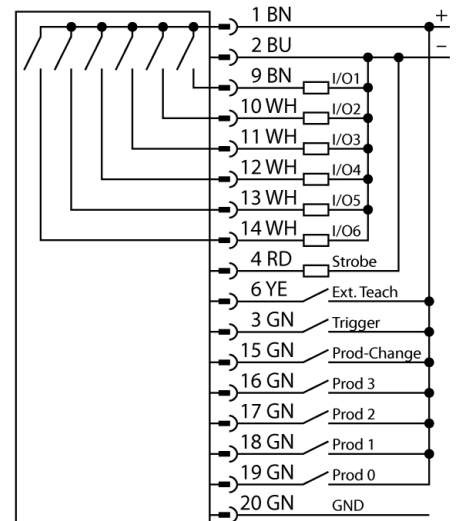 1 BN +
2 BU –
9 BN I/O1
10 WH I/O2
11 WH I/O3
12 WH I/O4
13 WH I/O5
14 WH I/O6
4 RD Strobe
6 YE Ext. Teach
3 GN Trigger
15 GN Prod-Change
16 GN Prod 3
17 GN Prod 2
18 GN Prod 1
19 GN Prod 0
20 GN GND